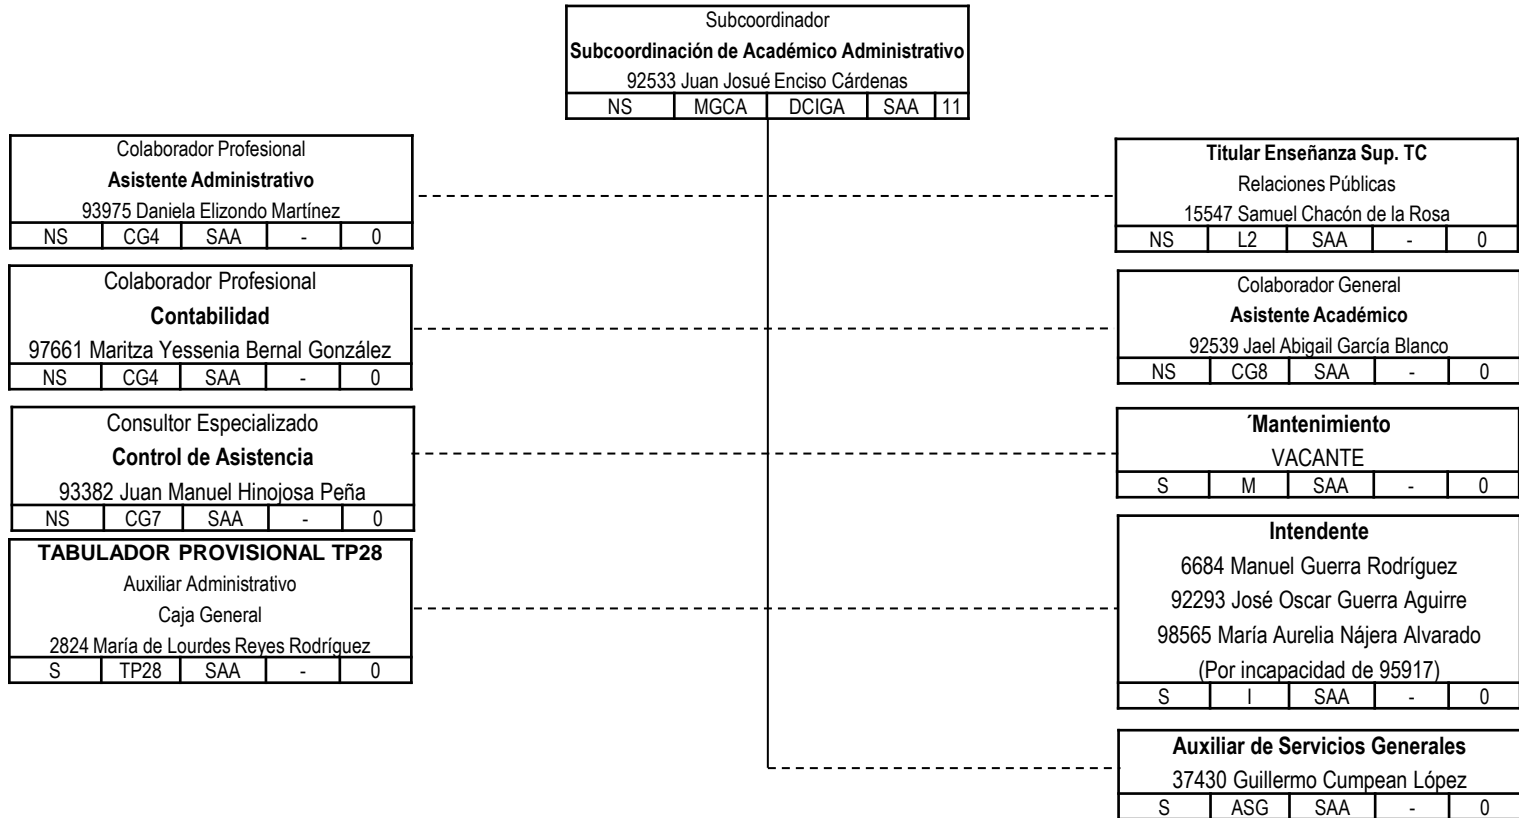 Subcoordinador
Subcoordinación de Académico Administrativo
92533 Juan Josué Enciso Cárdenas
NS MGCA DCIGA SAA 11
Colaborador Profesional
Asistente Administrativo
93975 Daniela Elizondo Martínez
NS CG4 SAA - 0
Colaborador Profesional
Contabilidad
97661 Maritza Yessenia Bernal González
NS CG4 SAA - 0
Consultor Especializado
Control de Asistencia
93382 Juan Manuel Hinojosa Peña
NS CG7 SAA - 0
TABULADOR PROVISIONAL TP28
Auxiliar Administrativo
Caja General
2824 María de Lourdes Reyes Rodríguez
S TP28 SAA - 0
Titular Enseñanza Sup. TC
Relaciones Públicas
15547 Samuel Chacón de la Rosa
NS L2 SAA - 0
Colaborador General
Asistente Académico
92539 Jael Abigail García Blanco
NS CG8 SAA - 0
´Mantenimiento
VACANTE
S M SAA - 0
Intendente
6684 Manuel Guerra Rodríguez
92293 José Oscar Guerra Aguirre
98565 María Aurelia Nájera Alvarado
(Por incapacidad de 95917)
S I SAA - 0
Auxiliar de Servicios Generales
37430 Guillermo Cumpean López
S ASG SAA - 0